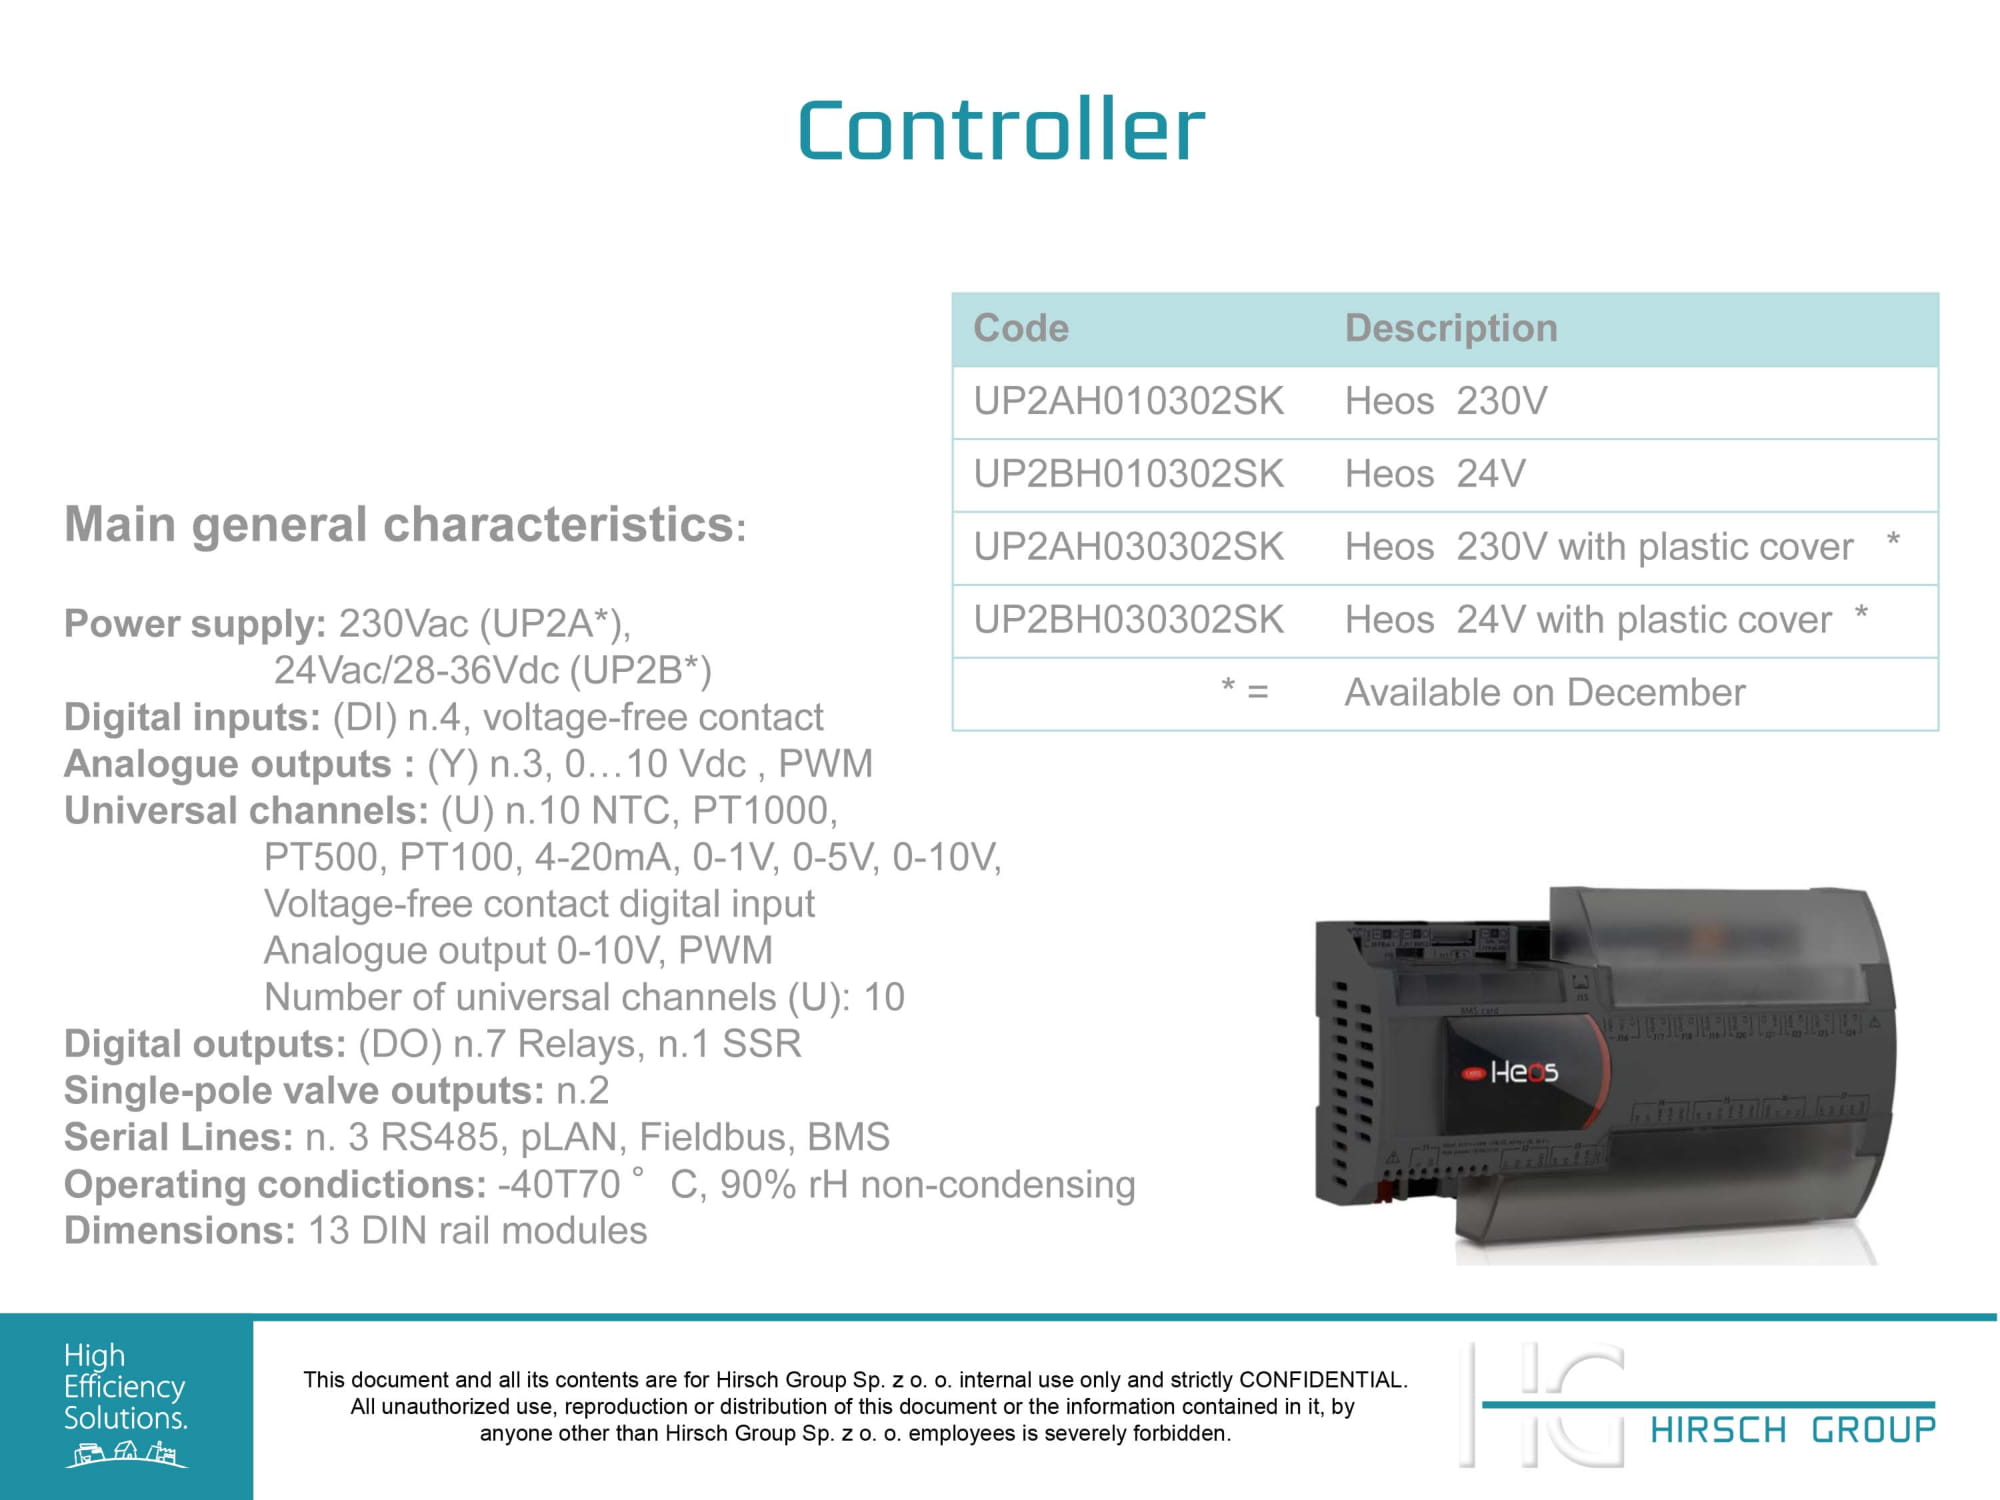 Controller
Code Description
UP2AH010302SK Heos 230V
UP2BH010302SK Heos 24V
UP2AH030302SK Heos 230V with plastic cover *
UP2BH030302SK Heos 24V with plastic cover *
* = Available on December
Main general characteristics:
Power supply: 230Vac (UP2A*),
24Vac/28-36Vdc (UP2B*)
Digital inputs: (DI) n.4, voltage-free contact
Analogue outputs : (Y) n.3, 0…10 Vdc , PWM
Universal channels: (U) n.10 NTC, PT1000,
PT500, PT100, 4-20mA, 0-1V, 0-5V, 0-10V,
Voltage-free contact digital input
Analogue output 0-10V, PWM
Number of universal channels (U): 10
Digital outputs: (DO) n.7 Relays, n.1 SSR
Single-pole valve outputs: n.2
Serial Lines: n. 3 RS485, pLAN, Fieldbus, BMS
Operating condictions: -40T70 ° C, 90% rH non-condensing
Dimensions: 13 DIN rail modules
BMS card
Heos
High
Efficiency
Solutions.
This document and all its contents are for Hirsch Group Sp. z o. o. internal use only and strictly CONFIDENTIAL.
All unauthorized use, reproduction or distribution of this document or the information contained in it, by
anyone other than Hirsch Group Sp. z o. o. employees is severely forbidden.
HG
HIRSCH GROUP